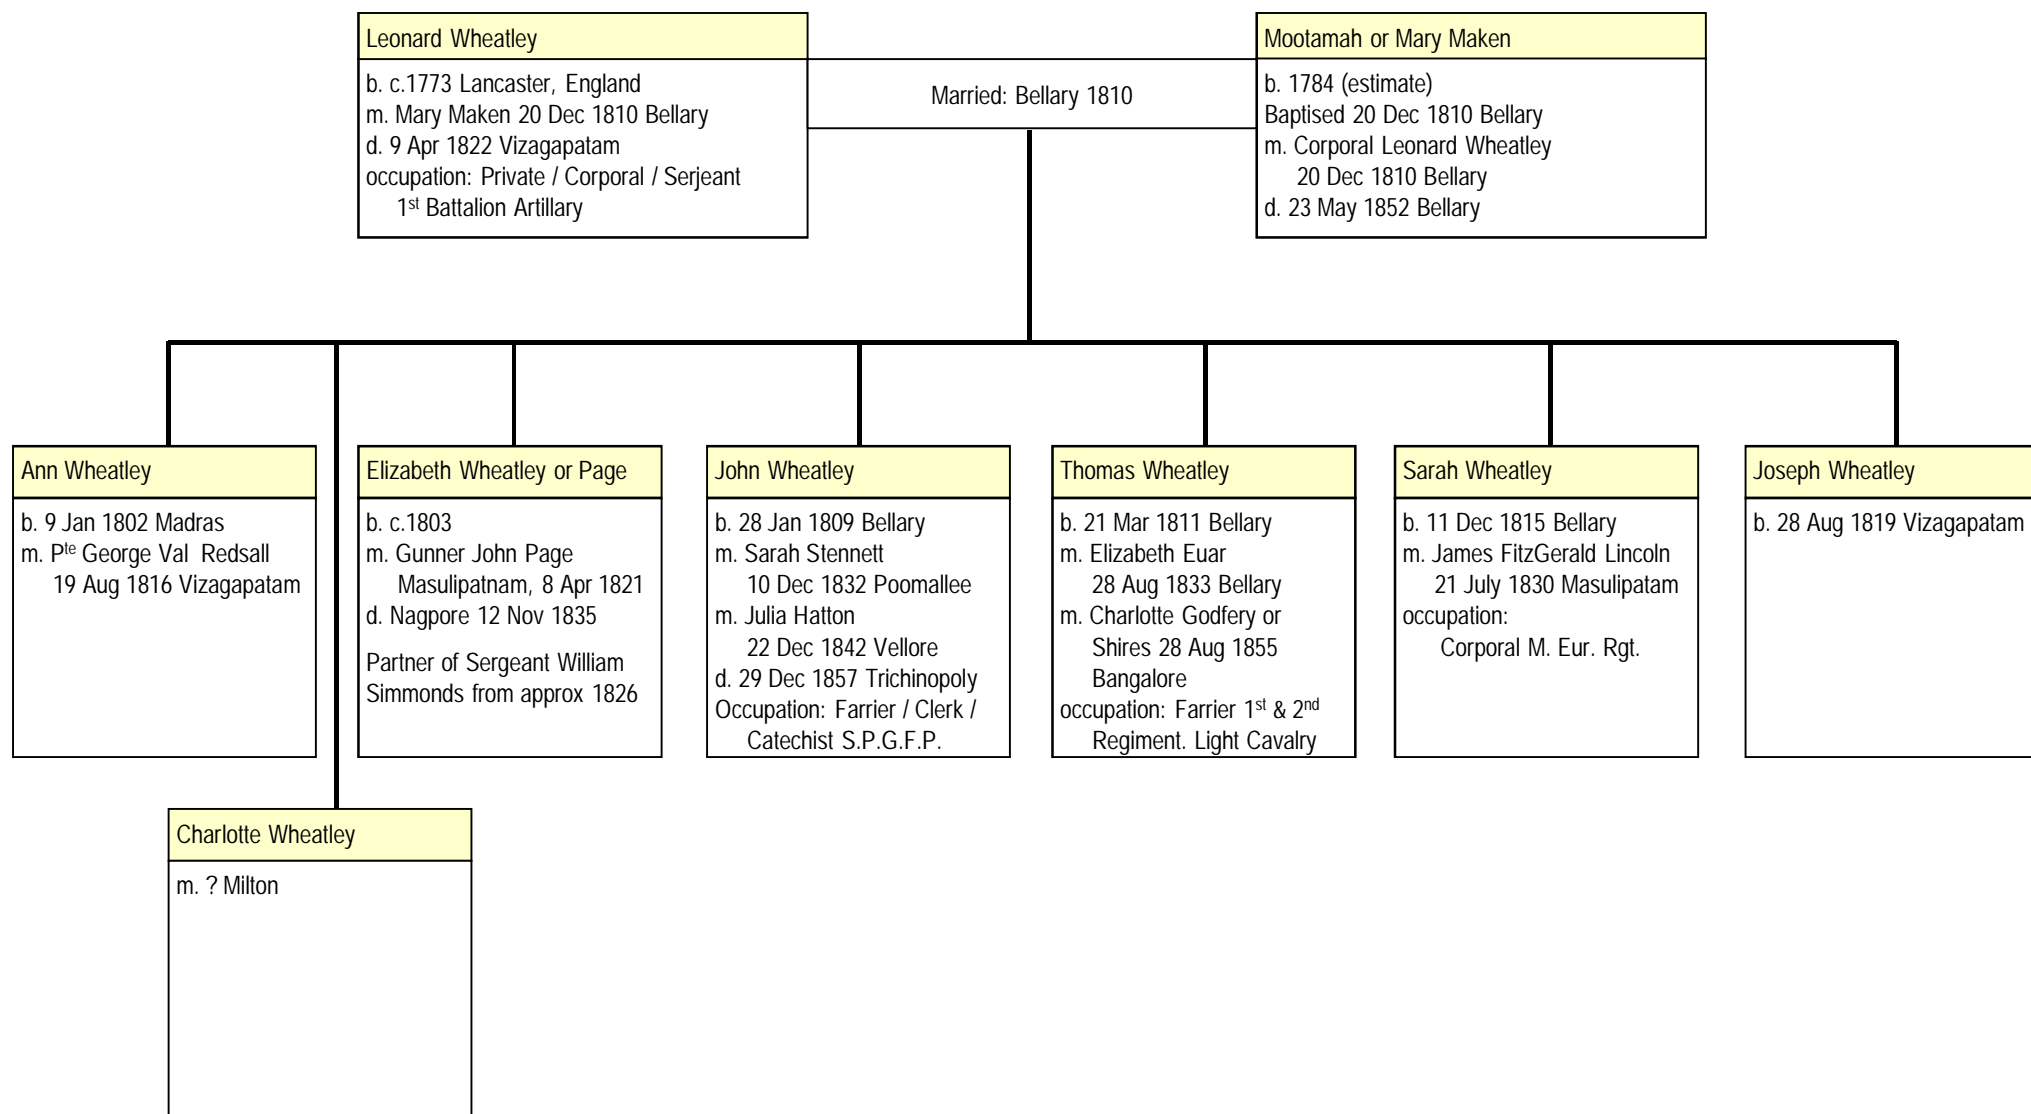 Leonard Wheatley
b. c.1773 Lancaster, England
m. Mary Maken 20 Dec 1810 Bellary
d. 9 Apr 1822 Vizagapatam
occupation: Private / Corporal / Serjeant
1st Battalion Artillary
Married: Bellary 1810
Mootamah or Mary Maken
b. 1784 (estimate)
Baptised 20 Dec 1810 Bellary
m. Corporal Leonard Wheatley
20 Dec 1810 Bellary
d. 23 May 1852 Bellary
Ann Wheatley
b. 9 Jan 1802 Madras
m. Pte George Val Redsall
19 Aug 1816 Vizagapatam
Elizabeth Wheatley or Page
b. c.1803
m. Gunner John Page
Masulipatnam, 8 Apr 1821
d. Nagpore 12 Nov 1835
Partner of Sergeant William
Simmonds from approx 1826
John Wheatley
b. 28 Jan 1809 Bellary
m. Sarah Stennett
10 Dec 1832 Poomallee
m. Julia Hatton
22 Dec 1842 Vellore
d. 29 Dec 1857 Trichinopoly
Occupation: Farrier / Clerk /
Catechist S.P.G.F.P.
Thomas Wheatley
b. 21 Mar 1811 Bellary
m. Elizabeth Euar
28 Aug 1833 Bellary
m. Charlotte Godfery or
Shires 28 Aug 1855
Bangalore
occupation: Farrier 1st & 2nd
Regiment. Light Cavalry
Sarah Wheatley
b. 11 Dec 1815 Bellary
m. James FitzGerald Lincoln
21 July 1830 Masulipatam
occupation:
Corporal M. Eur. Rgt.
Joseph Wheatley
b. 28 Aug 1819 Vizagapatam
Charlotte Wheatley
m. ? Milton